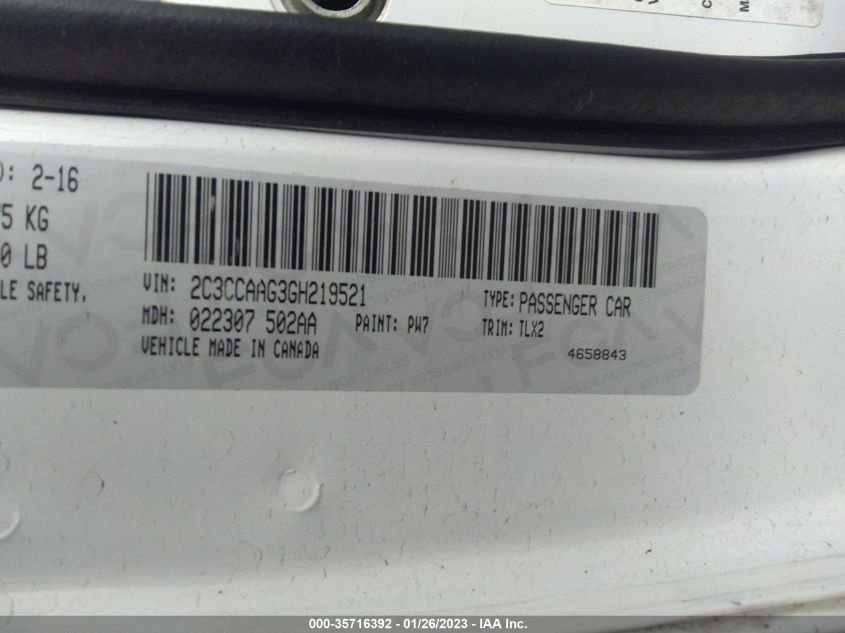 ): 2-16
5 KG
0 LB
LE SAFETY,
VIN: 2C3CCAAG3GH219521
TYPE: PASSENGER CAR
MDH: 022307 502AA
PAINT: PW7
TRIM: TLX2
VEHICLE MADE IN CANADA
4658843
000-35716392 - 01/26/2023 - IAA Inc.